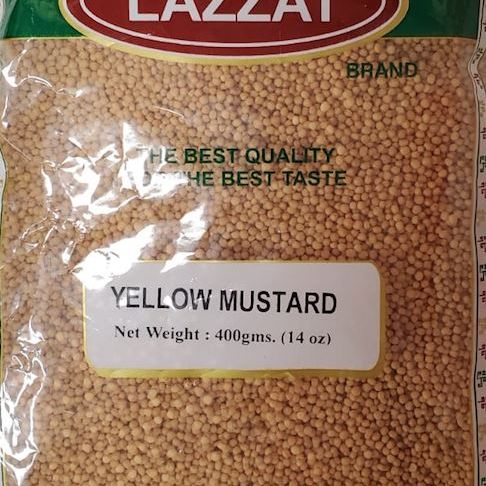 LAZZAT
BRAND
THE BEST QUALITY
THE BEST TASTE
YELLOW MUSTARD
Net Weight : 400gms. (14 oz)